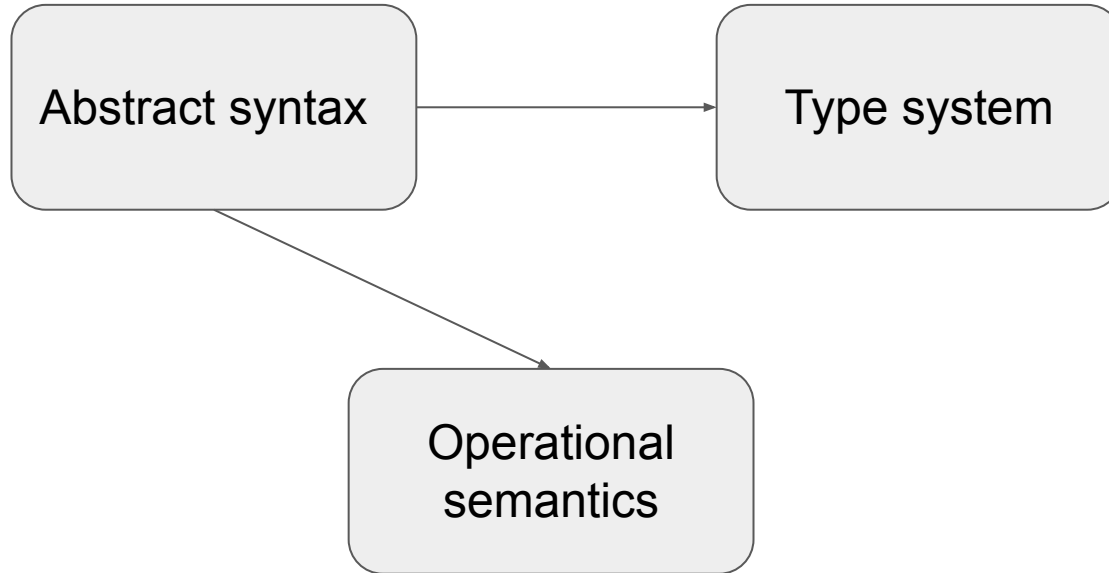 Abstract syntax
Type system
Operational
semantics